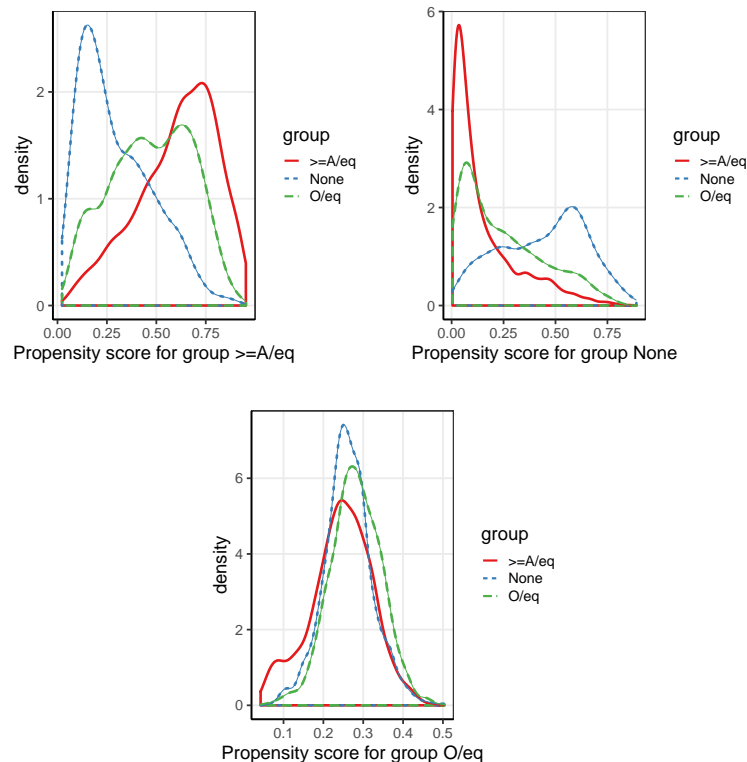 density
2
1
0
0.00 0.25 0.50 0.75
Propensity score for group >=A/eq
group
>=A/eq
None
O/eq
density
6
4
2
0
0.00 0.25 0.50 0.75
Propensity score for group None
group
>=A/eq
None
O/eq
density
6
4
2
0
0.1 0.2 0.3 0.4 0.5
Propensity score for group O/eq
group
>=A/eq
None
O/eq